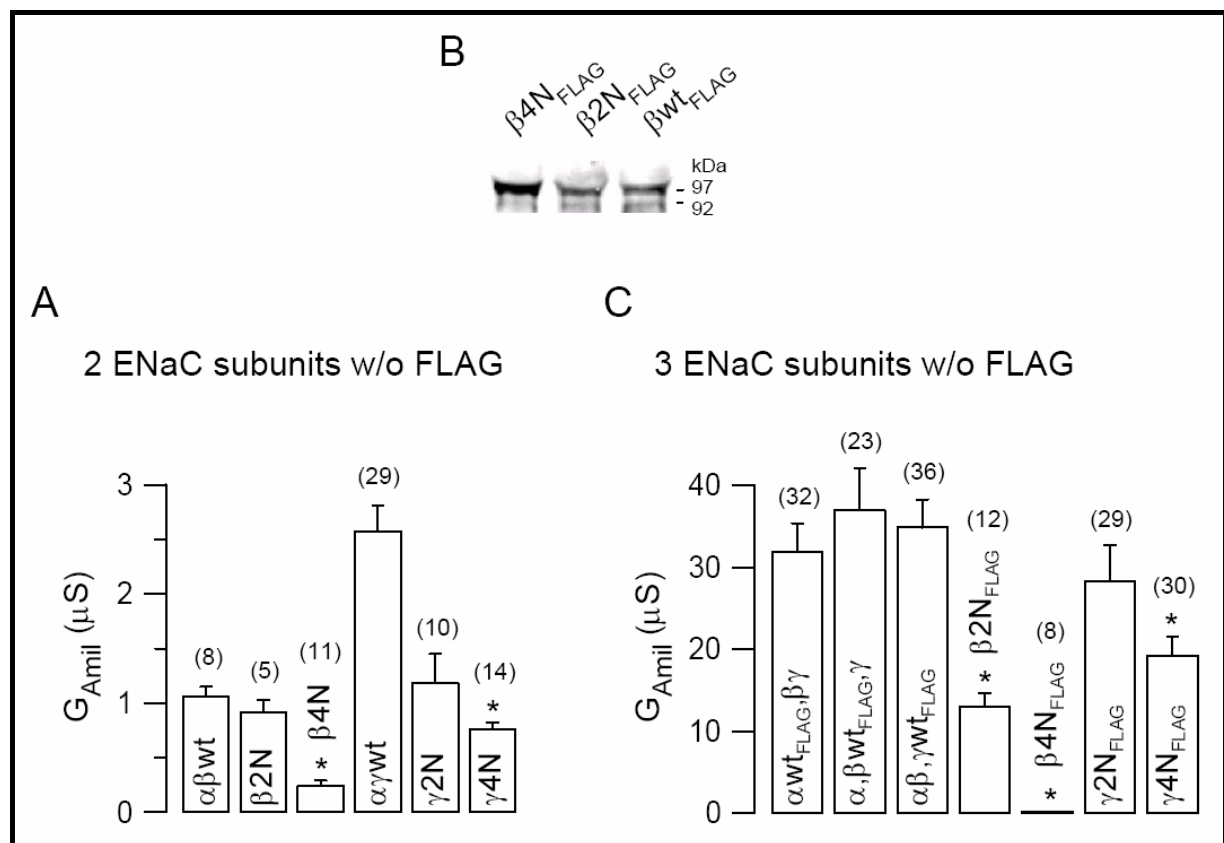 B
β4N_FLAG
β2N_FLAG
βwt_FLAG
kDa
97
92
A
2 ENaC subunits w/o FLAG
G_Amil (μS)
3
2
1
0
(8)
αβwt
(5)
β2N
(11)
* β4N
(29)
αγwt
(10)
γ2N
(14)
*
γ4N
C
3 ENaC subunits w/o FLAG
G_Amil (μS)
40
30
20
10
0
(32)
αwt_FLAG,βγ
(23)
α,βwt_FLAG,γ
(36)
αβ,γwt_FLAG
(12)
* β2N_FLAG
(8)
* β4N_FLAG
(29)
γ2N_FLAG
(30)
*
γ4N_FLAG